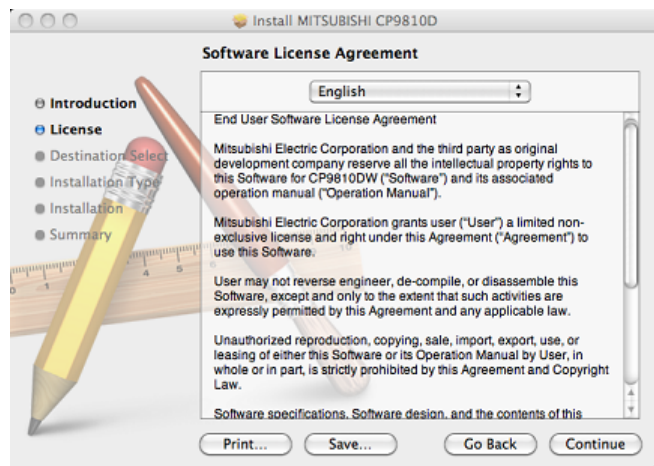 Install MITSUBISHI CP9810D
Software License Agreement
English
Introduction
License
Destination Select
Installation Type
Installation
Summary
End User Software License Agreement
Mitsubishi Electric Corporation and the third party as original
development company reserve all the intellectual property rights to
this Software for CP9810DW ("Software") and its associated
operation manual ("Operation Manual").
Mitsubishi Electric Corporation grants user ("User") a limited non-
exclusive license and right under this Agreement ("Agreement") to
use this Software.
User may not reverse engineer, de-compile, or disassemble this
Software, except and only to the extent that such activities are
expressly permitted by this Agreement and any applicable law.
Unauthorized reproduction, copying, sale, import, export, use, or
leasing of either this Software or its Operation Manual by User, in
whole or in part, is strictly prohibited by this Agreement and Copyright
Law.
Software specifications, Software design, and the contents of this
0 1 4 5
Print... Save... Go Back Continue